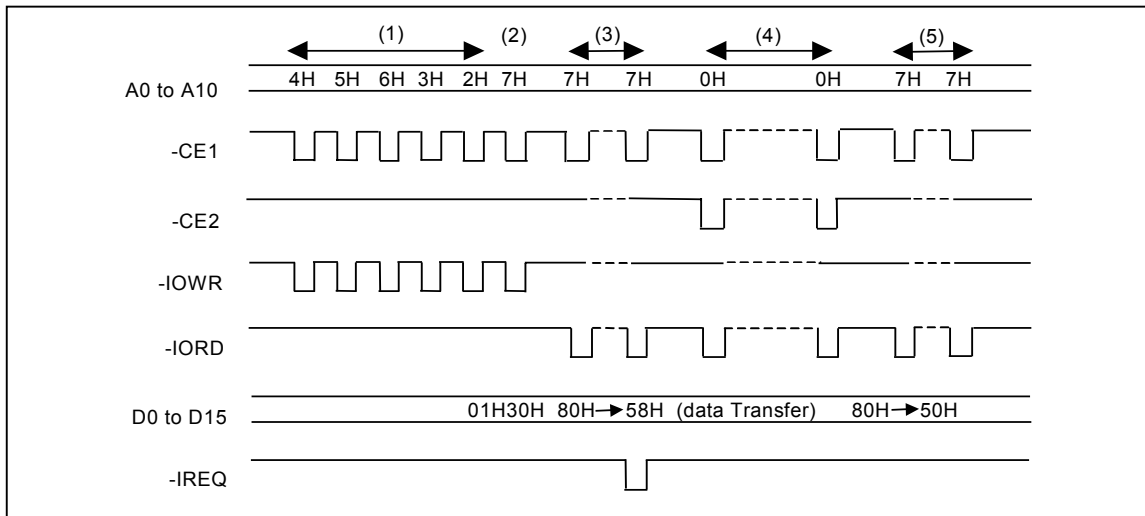 (1) (2) (3) (4) (5)
A0 to A10 4H 5H 6H 3H 2H 7H 7H 7H 0H 0H 7H 7H
-CE1
-CE2
-IOWR
-IORD
D0 to D15 01H30H 80H 58H (data Transfer) 80H 50H
-IREQ